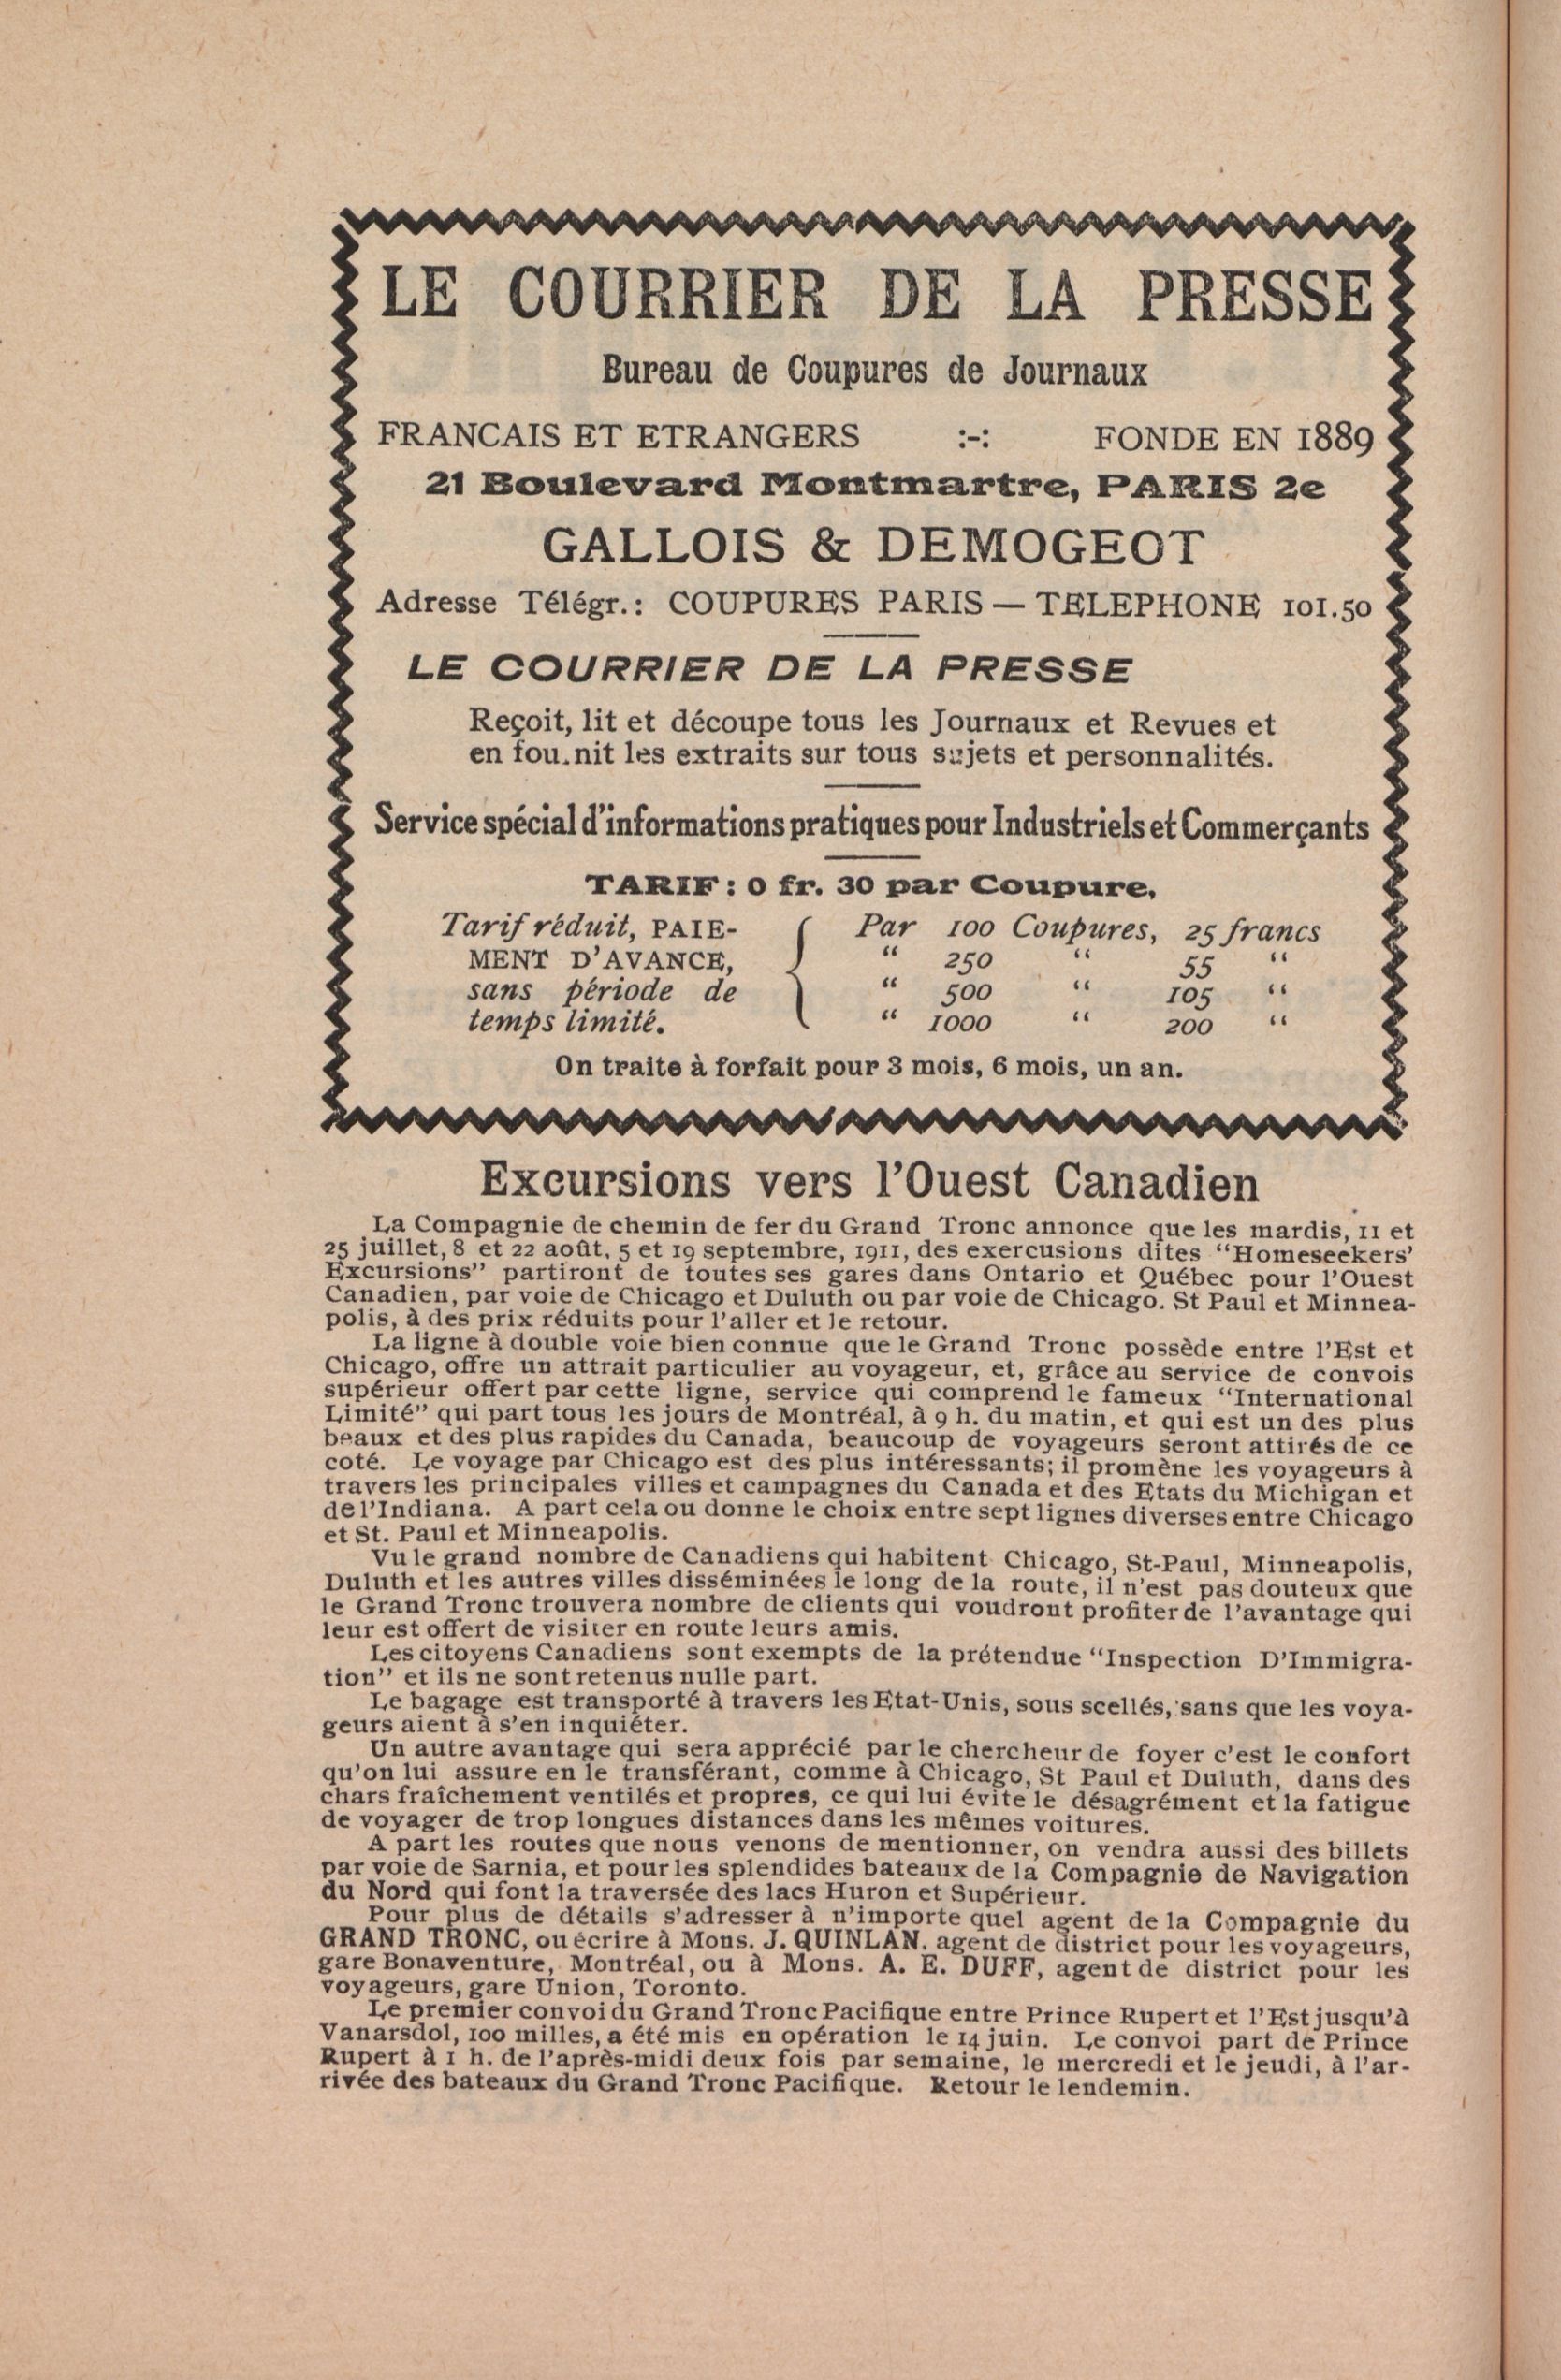 LE COURRIER DE LA PRESSE
Bureau de Coupures de Journaux
FRANCAIS ET ETRANGERS :-: FONDE EN 1889
21 Boulevard Montmartre, PARIS 2e
GALLOIS & DEMOGEOT
Adresse Télégr.: COUPURES PARIS — TELEPHONE 101.50
LE COURRIER DE LA PRESSE
Reçoit, lit et découpe tous les Journaux et Revues et
en fou.nit les extraits sur tous sujets et personnalités.
Service spécial d'informations pratiques pour Industriels et Commerçants
TARIF: 0 fr. 30 par Coupure,
Tarif réduit, PAIE- Par 100 Coupures, 25 francs
MENT D'AVANCE, “ 250 “ 55 “
sans période de “ 500 “ 105 “
temps limité. “ 1000 “ 200 “
On traite à forfait pour 3 mois, 6 mois, un an.
Excursions vers l'Ouest Canadien
La Compagnie de chemin de fer du Grand Tronc annonce que les mardis, 11 et
25 juillet, 8 et 22 août, 5 et 19 septembre, 1911, des exercusions dites “Homeseekers'
Excursions” partiront de toutes ses gares dans Ontario et Québec pour l'Ouest
Canadien, par voie de Chicago et Duluth ou par voie de Chicago. St Paul et Minnea-
polis, à des prix réduits pour l'aller et le retour.
La ligne à double voie bien connue que le Grand Tronc possède entre l'Est et
Chicago, offre un attrait particulier au voyageur, et, grâce au service de convois
supérieur offert par cette ligne, service qui comprend le fameux “International
Limité” qui part tous les jours de Montréal, à 9 h. du matin, et qui est un des plus
beaux et des plus rapides du Canada, beaucoup de voyageurs seront attirés de ce
coté. Le voyage par Chicago est des plus intéressants; il promène les voyageurs à
travers les principales villes et campagnes du Canada et des Etats du Michigan et
de l'Indiana. A part cela ou donne le choix entre sept lignes diverses entre Chicago
et St. Paul et Minneapolis.
Vu le grand nombre de Canadiens qui habitent Chicago, St-Paul, Minneapolis,
Duluth et les autres villes disséminées le long de la route, il n'est pas douteux que
le Grand Tronc trouvera nombre de clients qui voudront profiter de l'avantage qui
leur est offert de visiter en route leurs amis.
Les citoyens Canadiens sont exempts de la prétendue “Inspection D'Immigra-
tion” et ils ne sont retenus nulle part.
Le bagage est transporté à travers les Etat-Unis, sous scellés, sans que les voya-
geurs aient à s'en inquiéter.
Un autre avantage qui sera apprécié par le chercheur de foyer c'est le confort
qu'on lui assure en le transférant, comme à Chicago, St Paul et Duluth, dans des
chars fraîchement ventilés et propres, ce qui lui évite le désagrément et la fatigue
de voyager de trop longues distances dans les mêmes voitures.
A part les routes que nous venons de mentionner, on vendra aussi des billets
par voie de Sarnia, et pour les splendides bateaux de la Compagnie de Navigation
du Nord qui font la traversée des lacs Huron et Supérieur.
Pour plus de détails s'adresser à n'importe quel agent de la Compagnie du
GRAND TRONC, ou écrire à Mons. J. QUINLAN. agent de district pour les voyageurs,
gare Bonaventure, Montréal, ou à Mons. A. E. DUFF, agent de district pour les
voyageurs, gare Union, Toronto.
Le premier convoi du Grand Tronc Pacifique entre Prince Rupert et l'Est jusqu'à
Vanarsdol, 100 milles, a été mis en opération le 14 juin. Le convoi part de Prince
Rupert à 1 h. de l'après-midi deux fois par semaine, le mercredi et le jeudi, à l'ar-
rivée des bateaux du Grand Tronc Pacifique. Retour le lendemin.